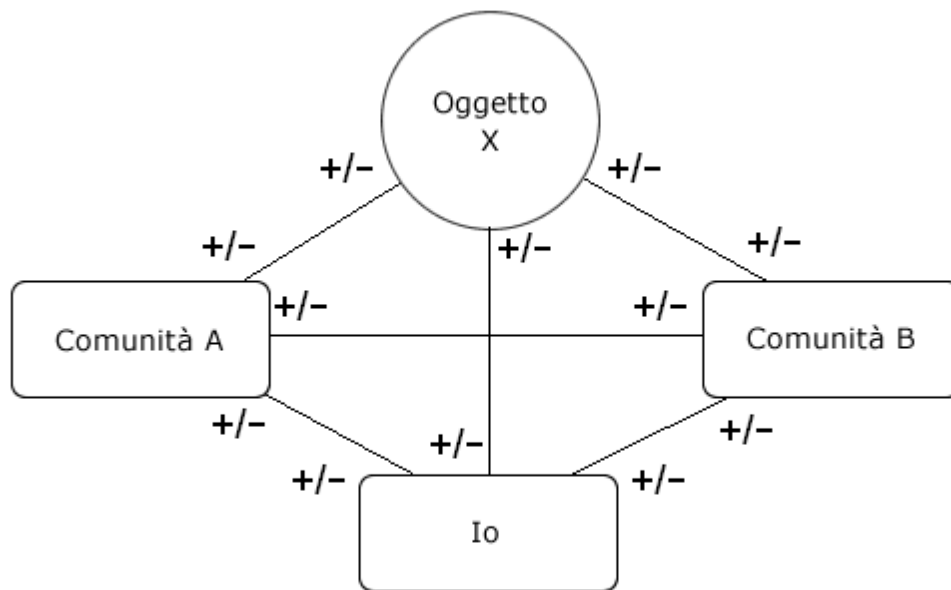 Oggetto
X
+/– +/–
+/– +/– +/–
+/– +/–
Comunità A Comunità B
+/– +/–
+/–
+/– +/–
Io